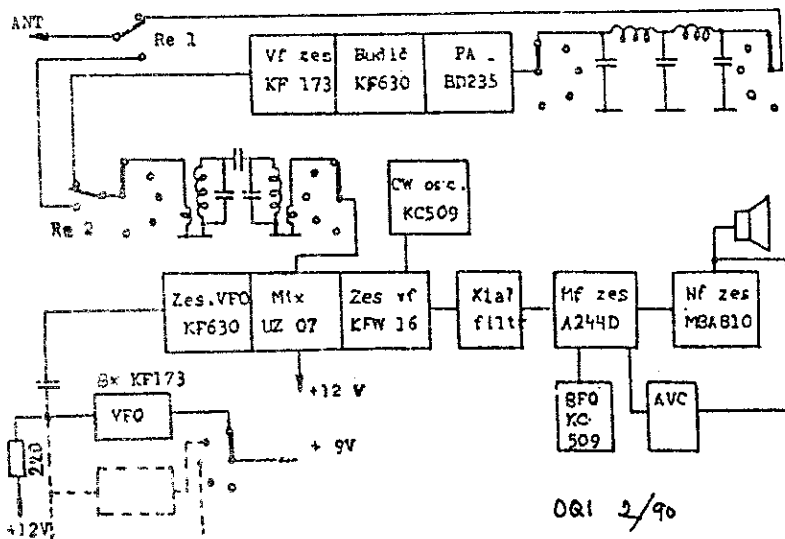 ANT
Re 1
Vf zes
KF 173
Budič
KF630
PA
BD235
Re 2
CW osc.
KC509
Zes.VFO
KF630
Mix
UZ 07
Zes vf
KFW 16
Xtal
filtr
Mf zes
A244D
Nf zes
MBA810
+12 V
8x KF173
VFO
+ 9V
220
+12V
BFO
KC
509
AVC
OQI 2/90